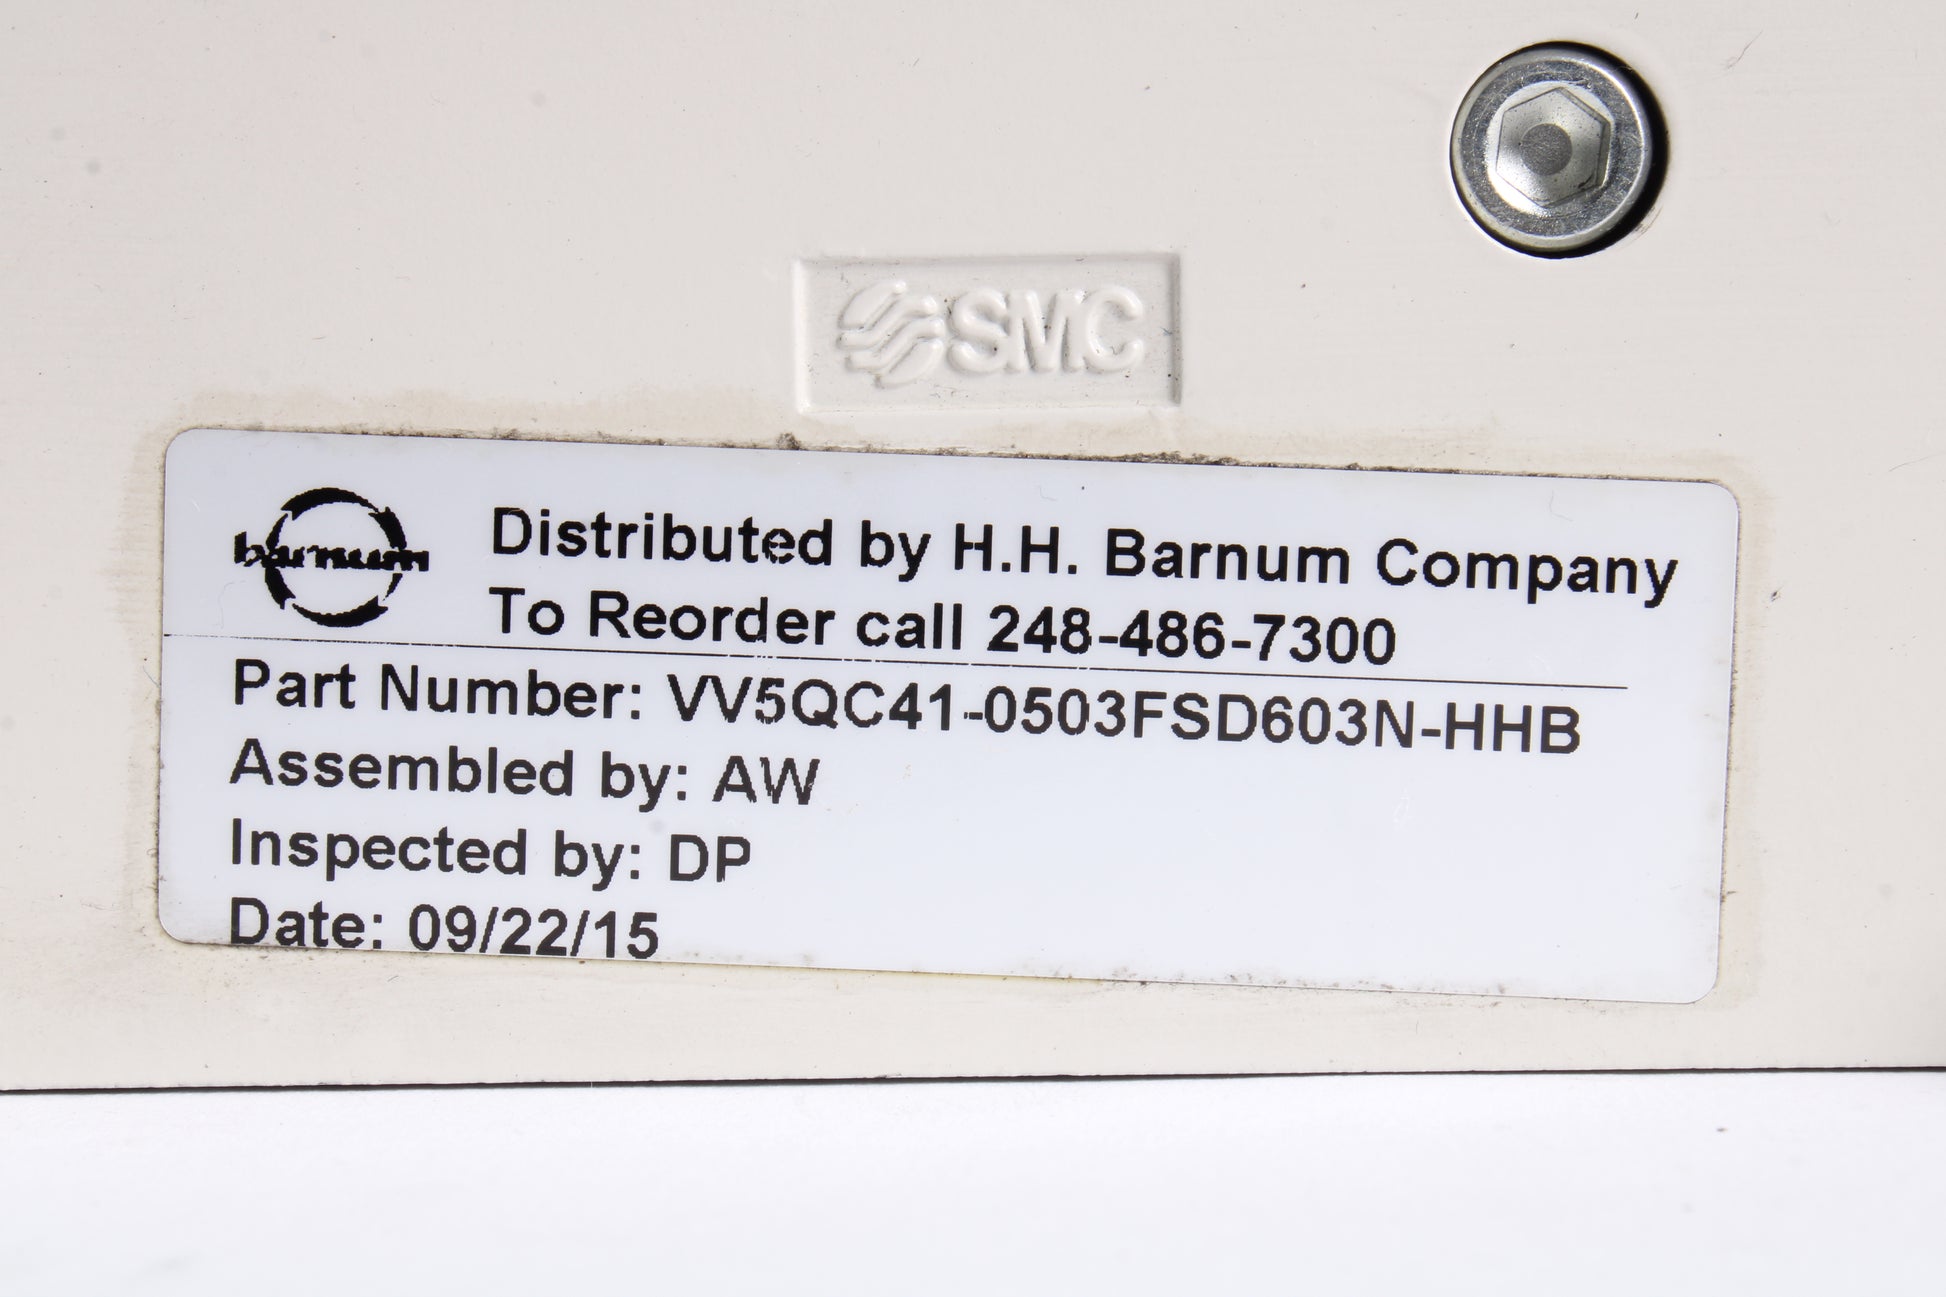 SMC
barnum
Distributed by H.H. Barnum Company
To Reorder call 248-486-7300
Part Number: VV5QC41-0503FSD603N-HHB
Assembled by: AW
Inspected by: DP
Date: 09/22/15